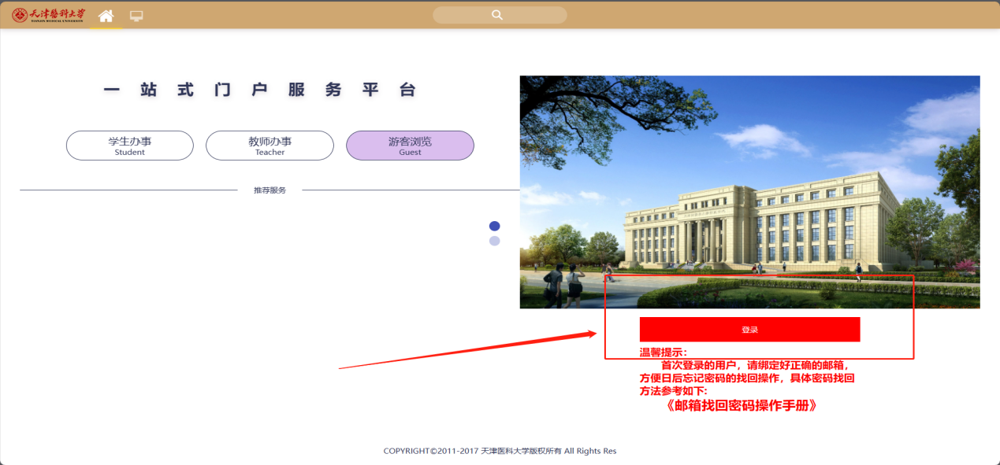 天津醫科大学
TIANJIN MEDICAL UNIVERSITY
一站式门户服务平台
学生办事
Student
教师办事
Teacher
游客浏览
Guest
推荐服务
登录
温馨提示：
首次登录的用户，请绑定好正确的邮箱，
方便日后忘记密码的找回操作，具体密码找回
方法参考如下：
《邮箱找回密码操作手册》
COPYRIGHT©2011-2017 天津医科大学版权所有 All Rights Res